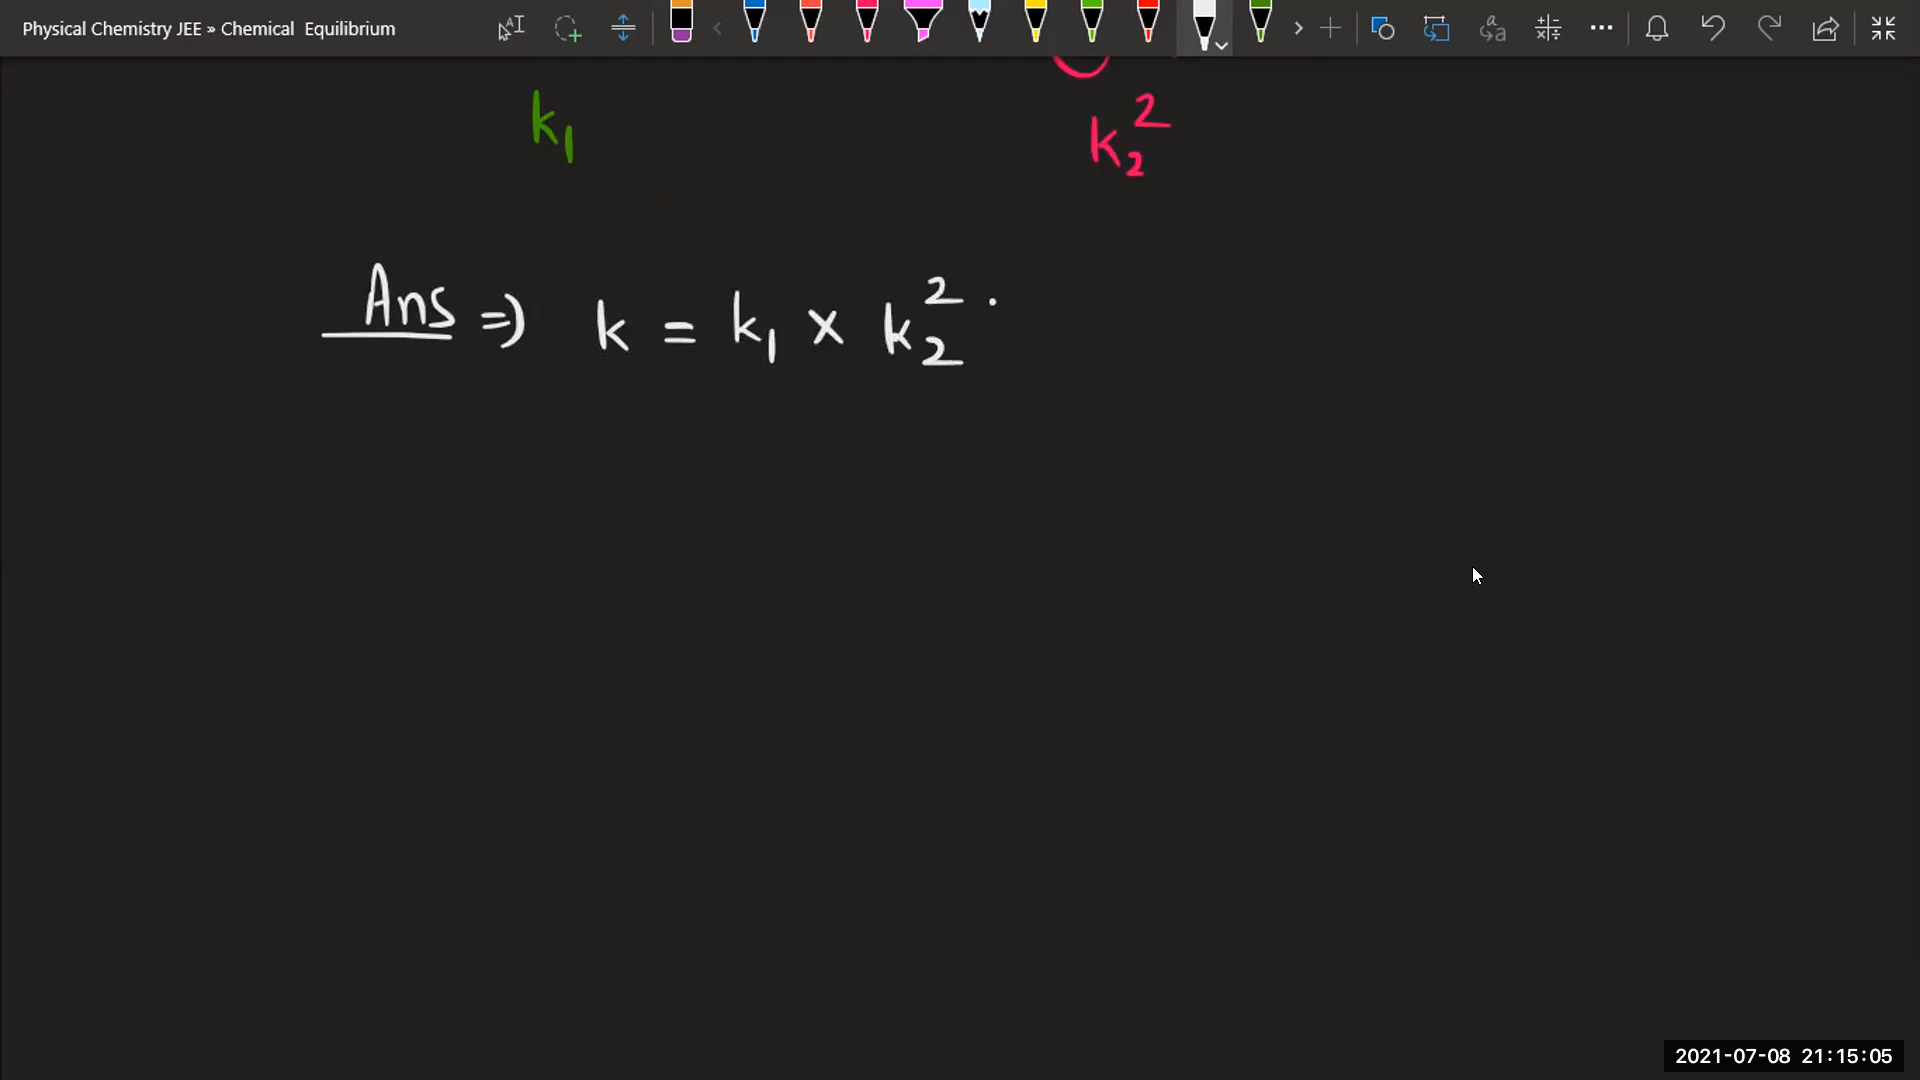 Physical Chemistry JEE » Chemical Equilibrium
k₁
k₂²
Ans ⇒ k = k₁ × k₂² .
2021-07-08 21:15:05